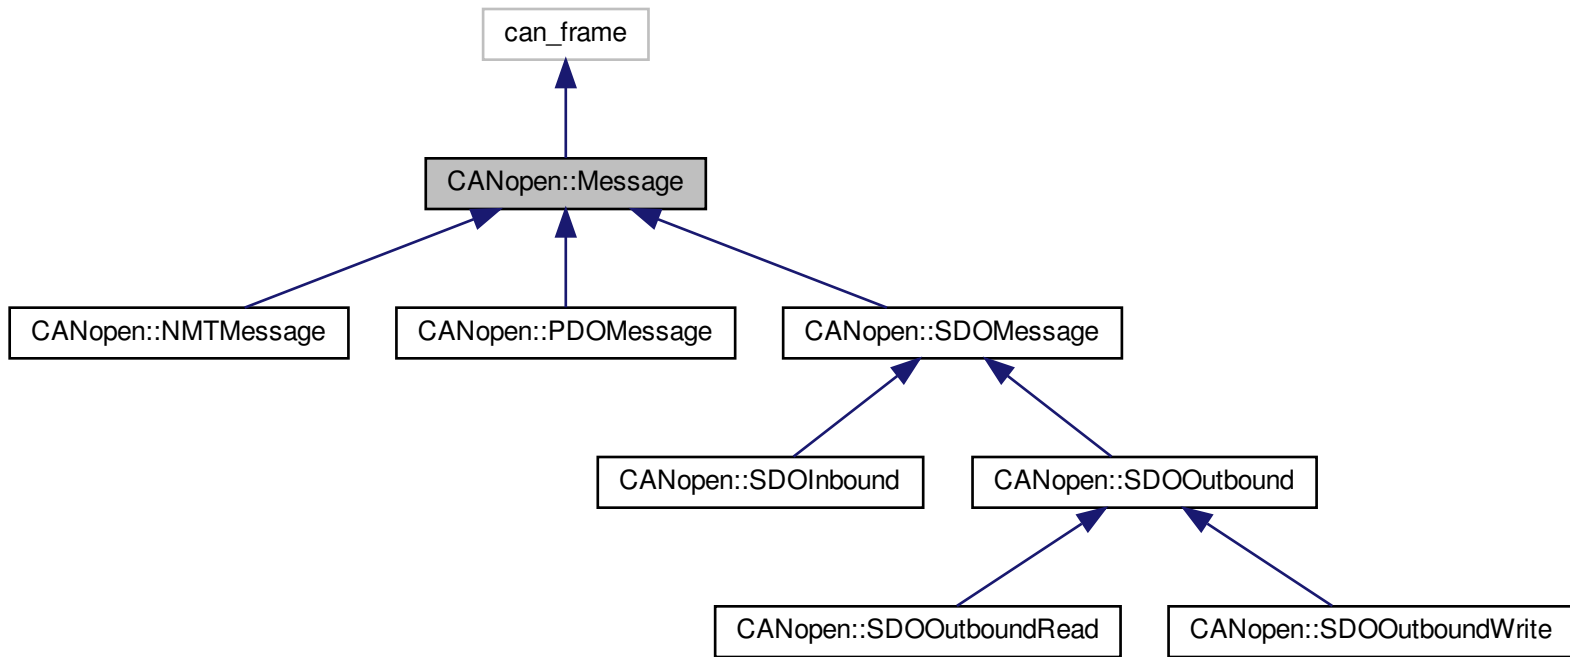 can_frame
CANopen::Message
CANopen::NMTMessage
CANopen::PDOMessage
CANopen::SDOMessage
CANopen::SDOInbound
CANopen::SDOOutbound
CANopen::SDOOutboundRead
CANopen::SDOOutboundWrite